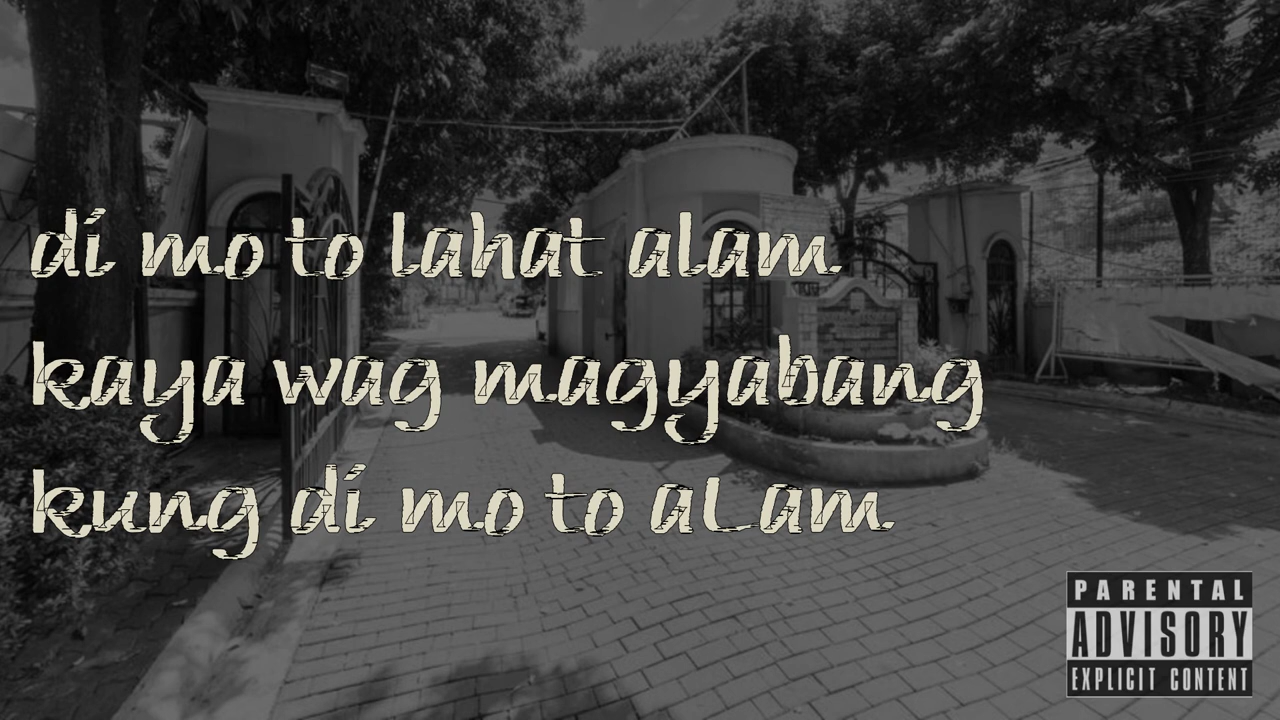 di mo to lahat alam
kaya wag magyabang
kung di mo to aLam
PARENTAL
ADVISORY
EXPLICIT CONTENT